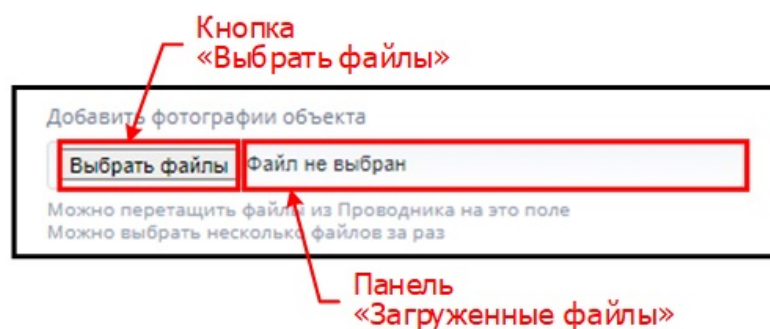 Кнопка
«Выбрать файлы»
Добавить фотографии объекта
Выбрать файлы Файл не выбран
Можно перетащить файлы из Проводника на это поле
Можно выбрать несколько файлов за раз
Панель
«Загруженные файлы»